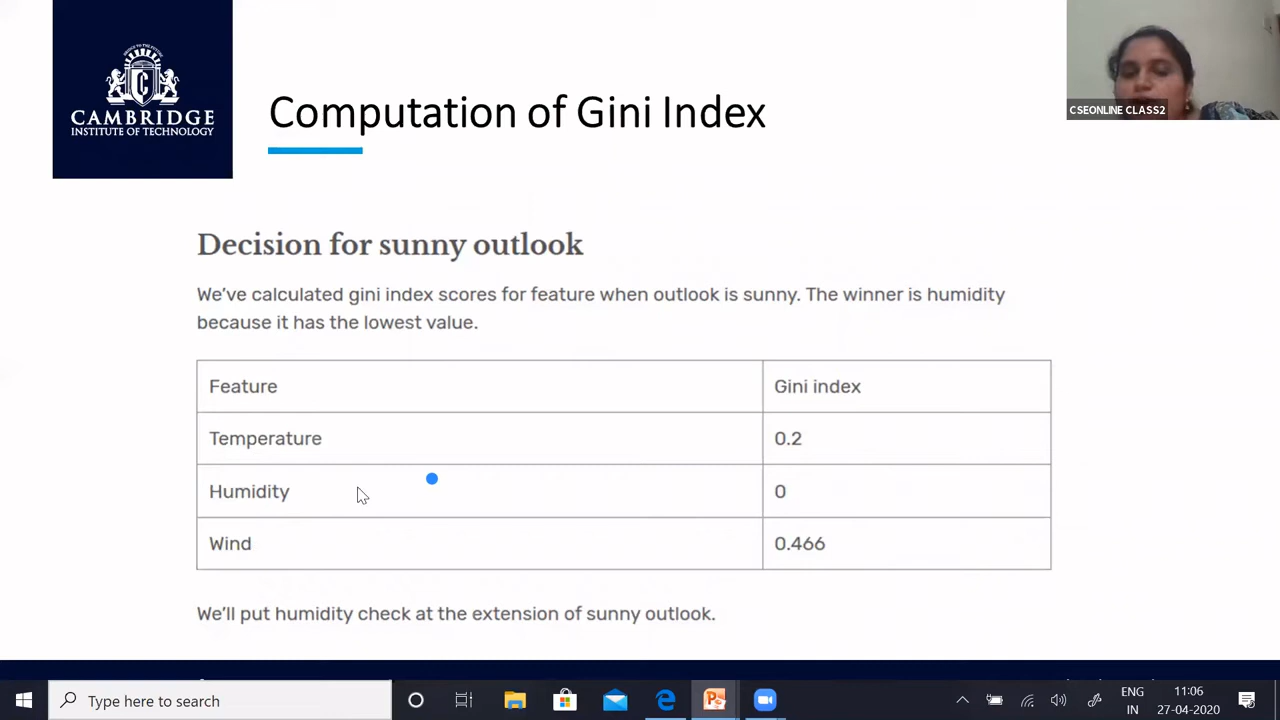 CAMBRIDGE
INSTITUTE OF TECHNOLOGY
Computation of Gini Index
CSEONLINE CLASS2
Decision for sunny outlook
We've calculated gini index scores for feature when outlook is sunny. The winner is humidity
because it has the lowest value.
Feature Gini index
Temperature 0.2
Humidity 0
Wind 0.466
We'll put humidity check at the extension of sunny outlook.
Type here to search
ENG 11:06
IN 27-04-2020